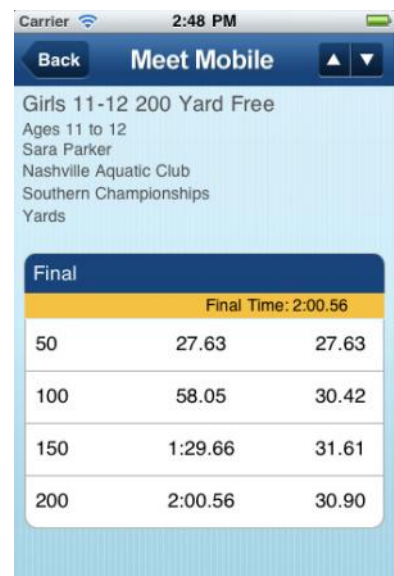 Carrier 2:48 PM
Back Meet Mobile
Girls 11-12 200 Yard Free
Ages 11 to 12
Sara Parker
Nashville Aquatic Club
Southern Championships
Yards
Final
Final Time: 2:00.56
50 27.63 27.63
100 58.05 30.42
150 1:29.66 31.61
200 2:00.56 30.90